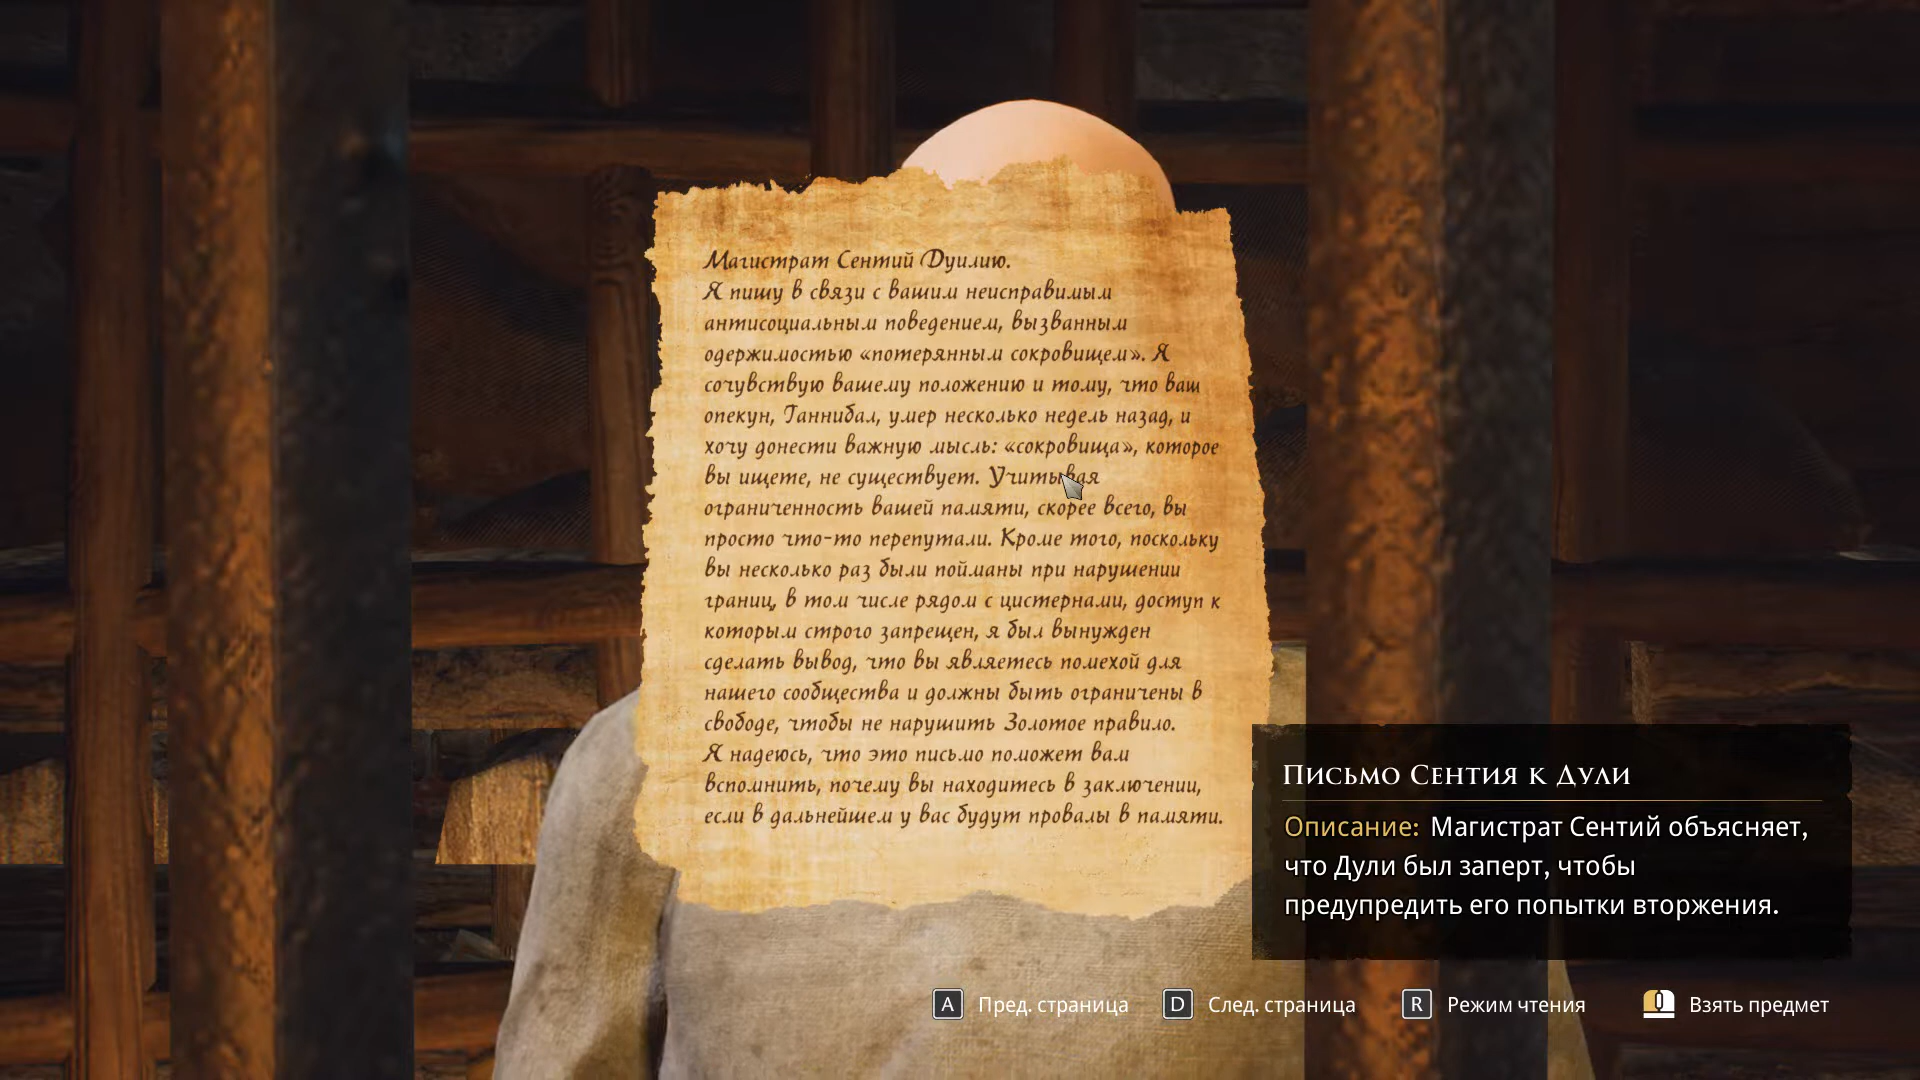 Магистрат Сентий Дуилию.
Я пишу в связи с вашим неисправимым
антисоциальным поведением, вызванным
одержимостью «потерянным сокровищем». Я
сочувствую вашему положению и тому, что ваш
опекун, Ганнибал, умер несколько недель назад, и
хочу донести важную мысль: «сокровища», которое
вы ищете, не существует. Учитывая
ограниченность вашей памяти, скорее всего, вы
просто что-то перепутали. Кроме того, поскольку
вы несколько раз были пойманы при нарушении
границ, в том числе рядом с цистернами, доступ к
которым строго запрещен, я был вынужден
сделать вывод, что вы являетесь помехой для
нашего сообщества и должны быть ограничены в
свободе, чтобы не нарушить Золотое правило.
Я надеюсь, что это письмо поможет вам
вспомнить, почему вы находитесь в заключении,
если в дальнейшем у вас будут провалы в памяти.
Письмо Сентия к Дули
Описание: Магистрат Сентий объясняет,
что Дули был заперт, чтобы
предупредить его попытки вторжения.
A Пред. страница D След. страница R Режим чтения Взять предмет